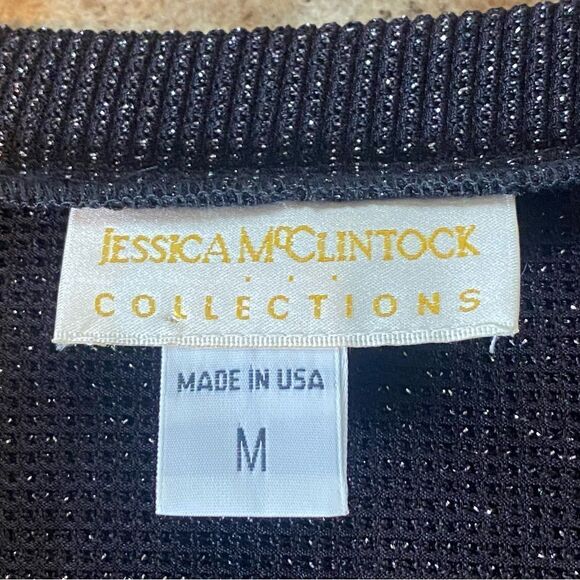 JESSICA McCLINTOCK
. . .
COLLECTIONS
MADE IN USA
M